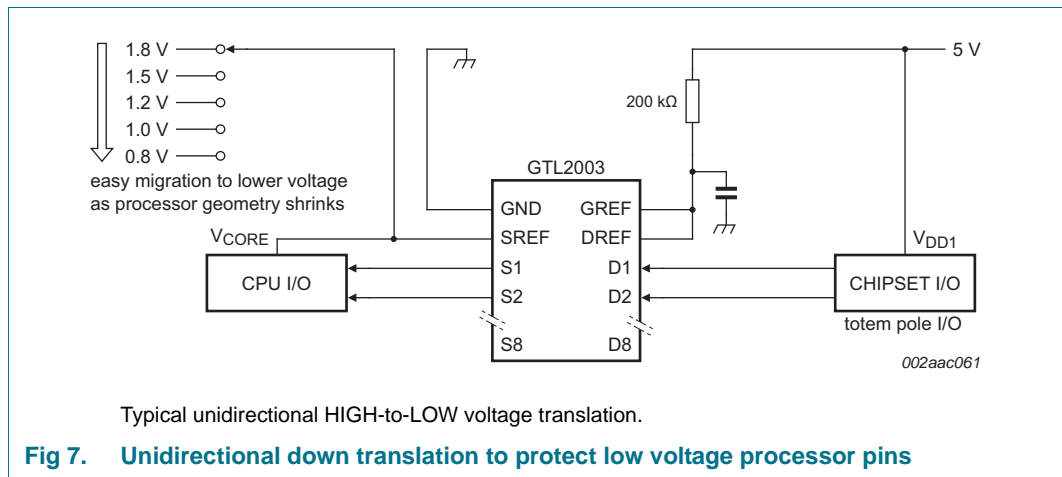 1.8 V
1.5 V
1.2 V
1.0 V
0.8 V
easy migration to lower voltage
as processor geometry shrinks
5 V
200 kΩ
GTL2003
GND GREF
SREF DREF
S1 D1
S2 D2
S8 D8
VCORE
CPU I/O
VDD1
CHIPSET I/O
totem pole I/O
002aac061
Typical unidirectional HIGH-to-LOW voltage translation.
Fig 7. Unidirectional down translation to protect low voltage processor pins